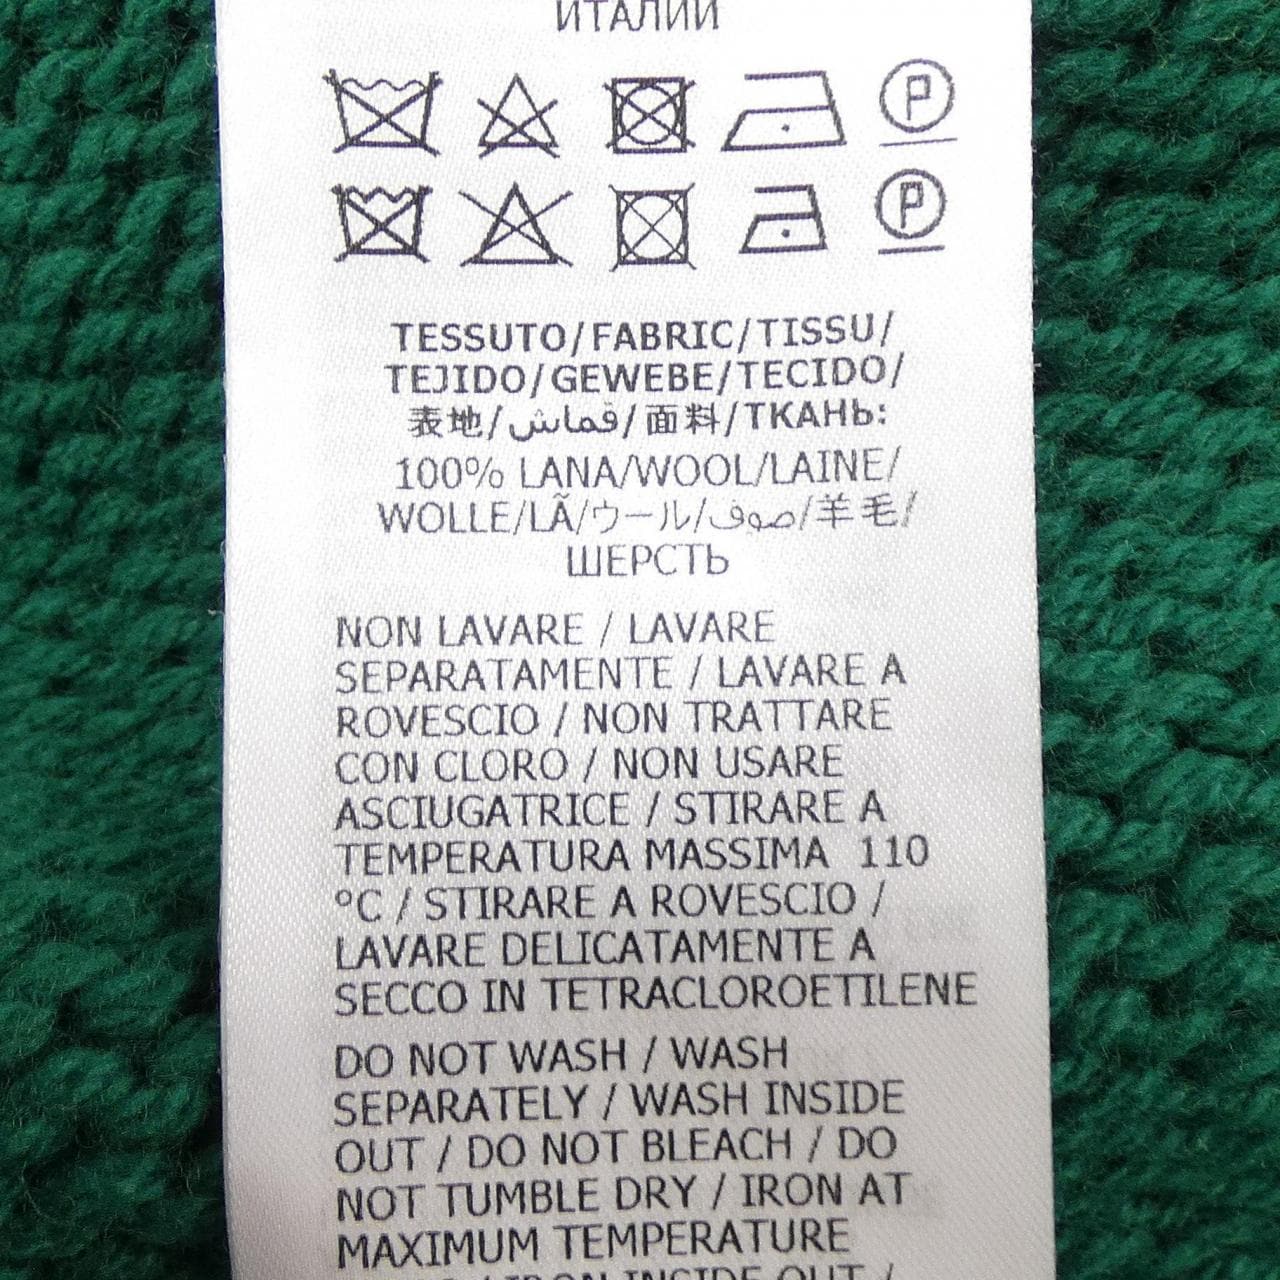 ИТАЛИИ
P
P
TESSUTO/FABRIC/TISSU/
TEJIDO/GEWEBE/TECIDO/
表地/قماش/面料/ТКАНЬ:
100% LANA/WOOL/LAINE/
WOLLE/LÃ/ウール/صوف/羊毛/
ШЕРСТЬ
NON LAVARE / LAVARE
SEPARATAMENTE / LAVARE A
ROVESCIO / NON TRATTARE
CON CLORO / NON USARE
ASCIUGATRICE / STIRARE A
TEMPERATURA MASSIMA 110
°C / STIRARE A ROVESCIO /
LAVARE DELICATAMENTE A
SECCO IN TETRACLOROETILENE
DO NOT WASH / WASH
SEPARATELY / WASH INSIDE
OUT / DO NOT BLEACH / DO
NOT TUMBLE DRY / IRON AT
MAXIMUM TEMPERATURE
/ IRON INSIDE OUT /